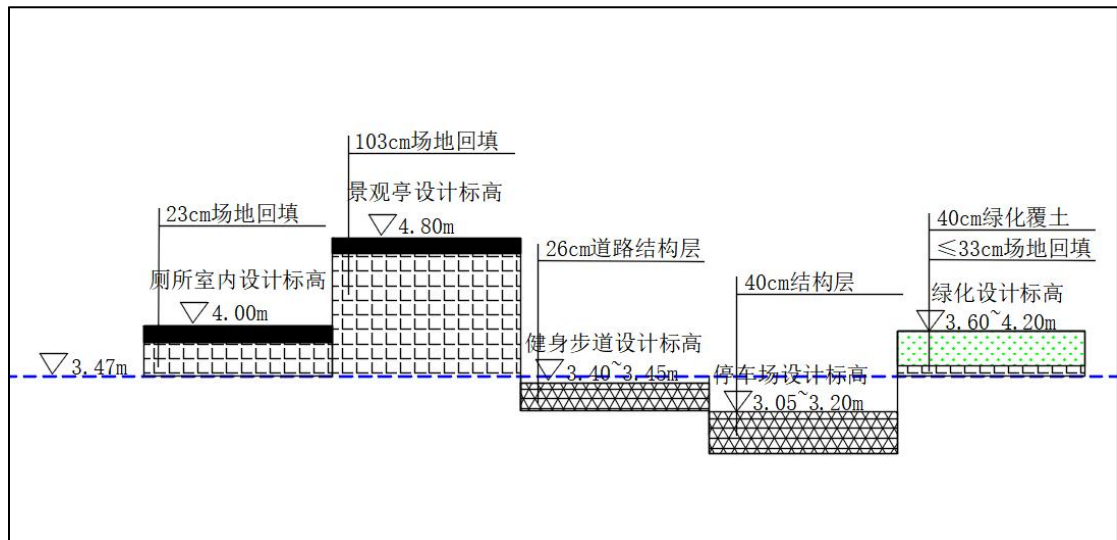 103cm场地回填
景观亭设计标高
4.80m
23cm场地回填
厕所室内设计标高
4.00m
3.47m
26cm道路结构层
健身步道设计标高
3.40~3.45m
40cm结构层
停车场设计标高
3.05~3.20m
40cm绿化覆土
≤33cm场地回填
绿化设计标高
3.60~4.20m